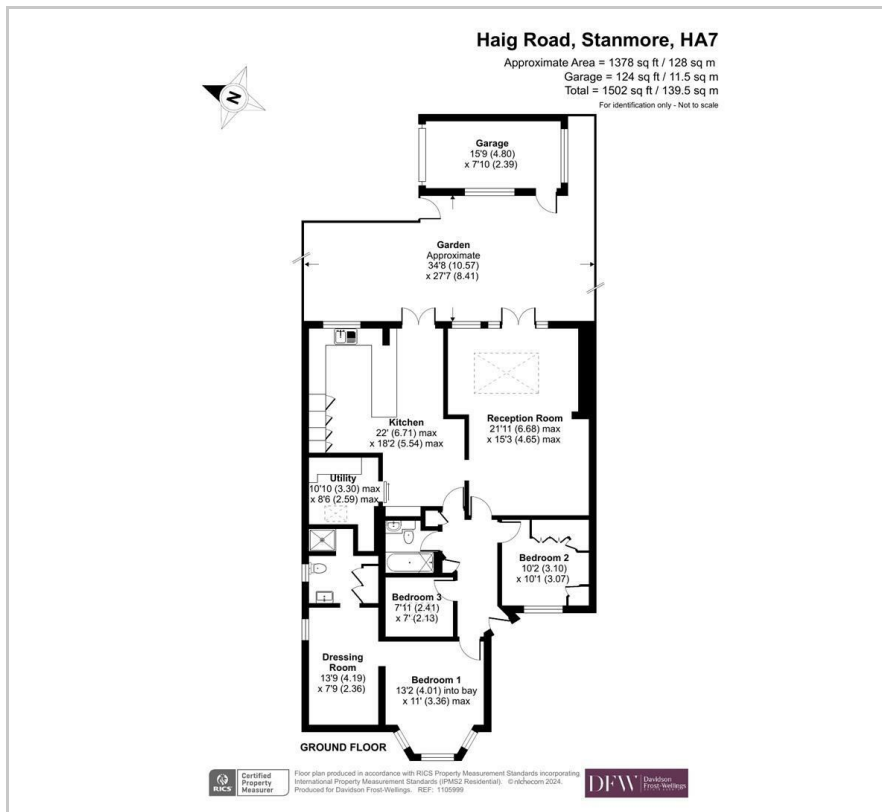 Haig Road, Stanmore, HA7
Approximate Area = 1378 sq ft / 128 sq m
Garage = 124 sq ft / 11.5 sq m
Total = 1502 sq ft / 139.5 sq m
For identification only - Not to scale
N
Garage
15'9 (4.80)
x 7'10 (2.39)
Garden
Approximate
34'8 (10.57)
x 27'7 (8.41)
Kitchen
22' (6.71) max
x 18'2 (5.54) max
Reception Room
21'11 (6.68) max
x 15'3 (4.65) max
Utility
10'10 (3.30) max
x 8'6 (2.59) max
Bedroom 2
10'2 (3.10)
x 10'1 (3.07)
Bedroom 3
7'11 (2.41)
x 7' (2.13)
Dressing
Room
13'9 (4.19)
x 7'9 (2.36)
Bedroom 1
13'2 (4.01) into bay
x 11' (3.36) max
GROUND FLOOR
RICS
Certified
Property
Measurer
Floor plan produced in accordance with RICS Property Measurement Standards incorporating
International Property Measurement Standards (IPMS2 Residential). © nichecom 2024.
Produced for Davidson Frost-Wellings. REF: 1105999
DFW
Davidson
Frost-Wellings